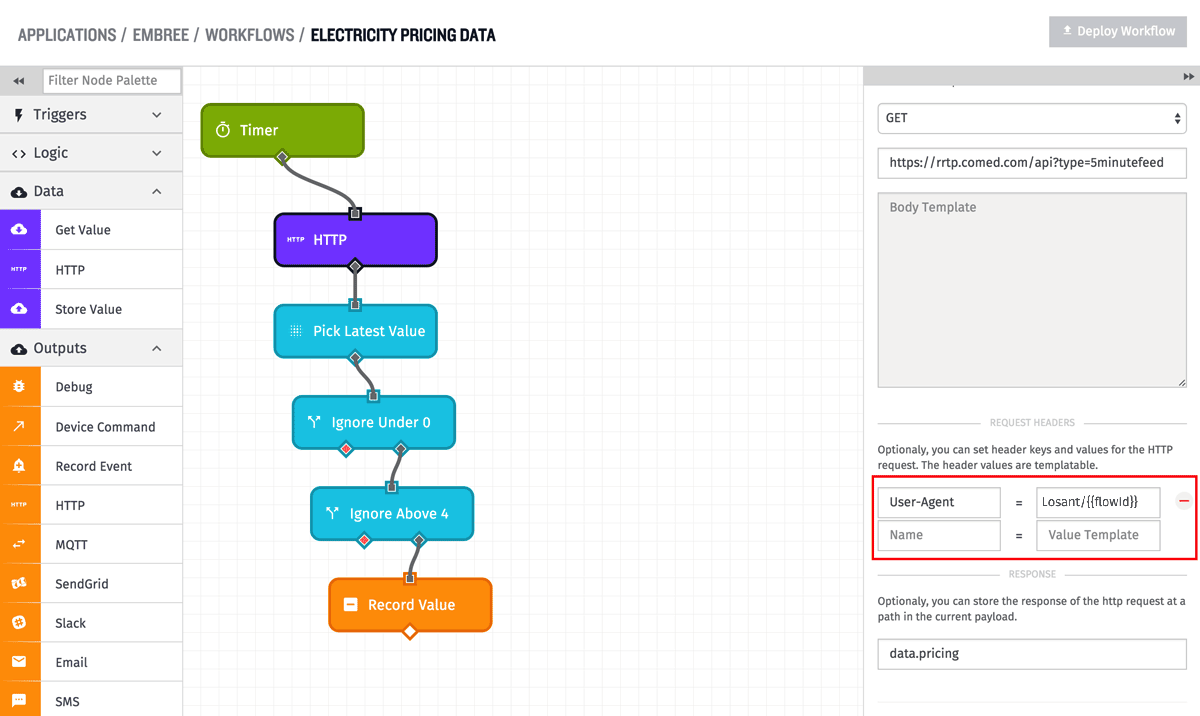 APPLICATIONS / EMBREE / WORKFLOWS / ELECTRICITY PRICING DATA
Deploy Workflow
Filter Node Palette
Triggers
Logic
Data
Get Value
HTTP HTTP
Store Value
Outputs
Debug
Device Command
Record Event
HTTP HTTP
MQTT
SendGrid
Slack
Email
SMS
Timer
HTTP HTTP
Pick Latest Value
Ignore Under 0
Ignore Above 4
Record Value
GET
https://rrtp.comed.com/api?type=5minutefeed
Body Template
REQUEST HEADERS
Optionaly, you can set header keys and values for the HTTP
request. The header values are templatable.
User-Agent = Losant/{{flowId}}
Name = Value Template
RESPONSE
Optionaly, you can store the response of the http request at a
path in the current payload.
data.pricing